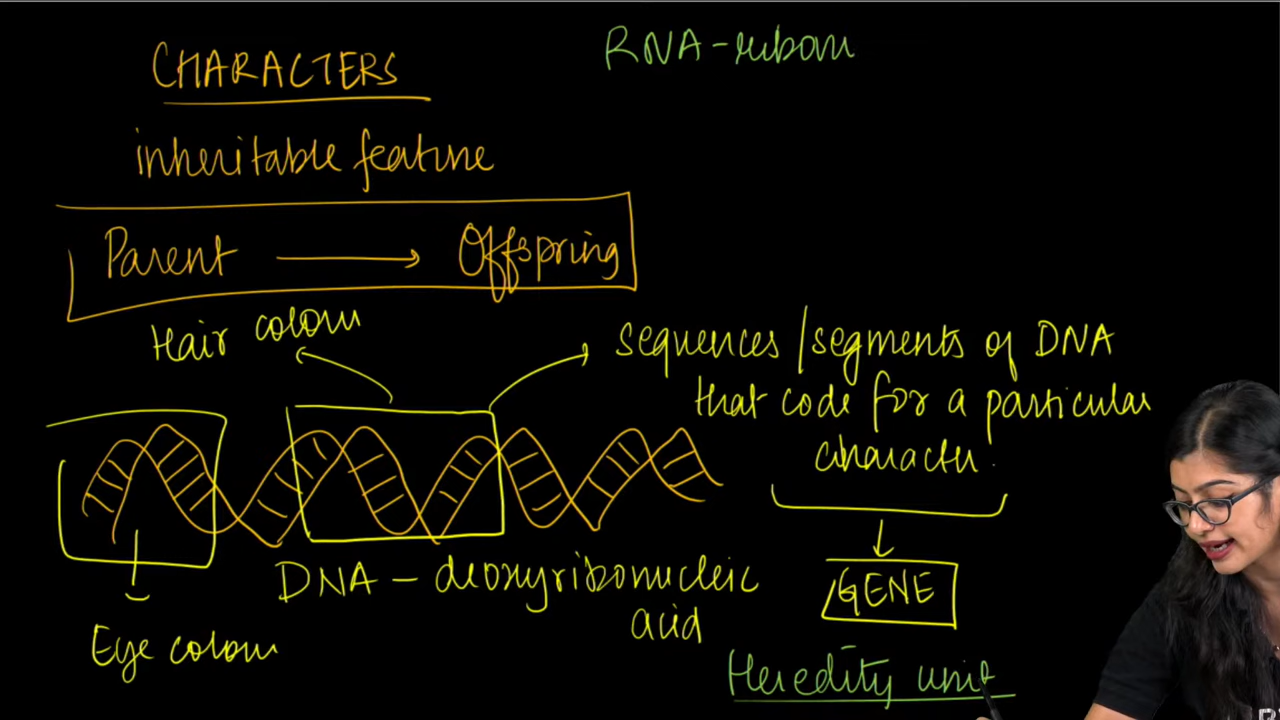 CHARACTERS
RNA-ribonu
inheritable feature
Parent → Offspring
Hair colour
sequences/segments of DNA
that code for a particular
character.
GENE
DNA - deoxyribonucleic
acid
Eye colour
Heredity unit